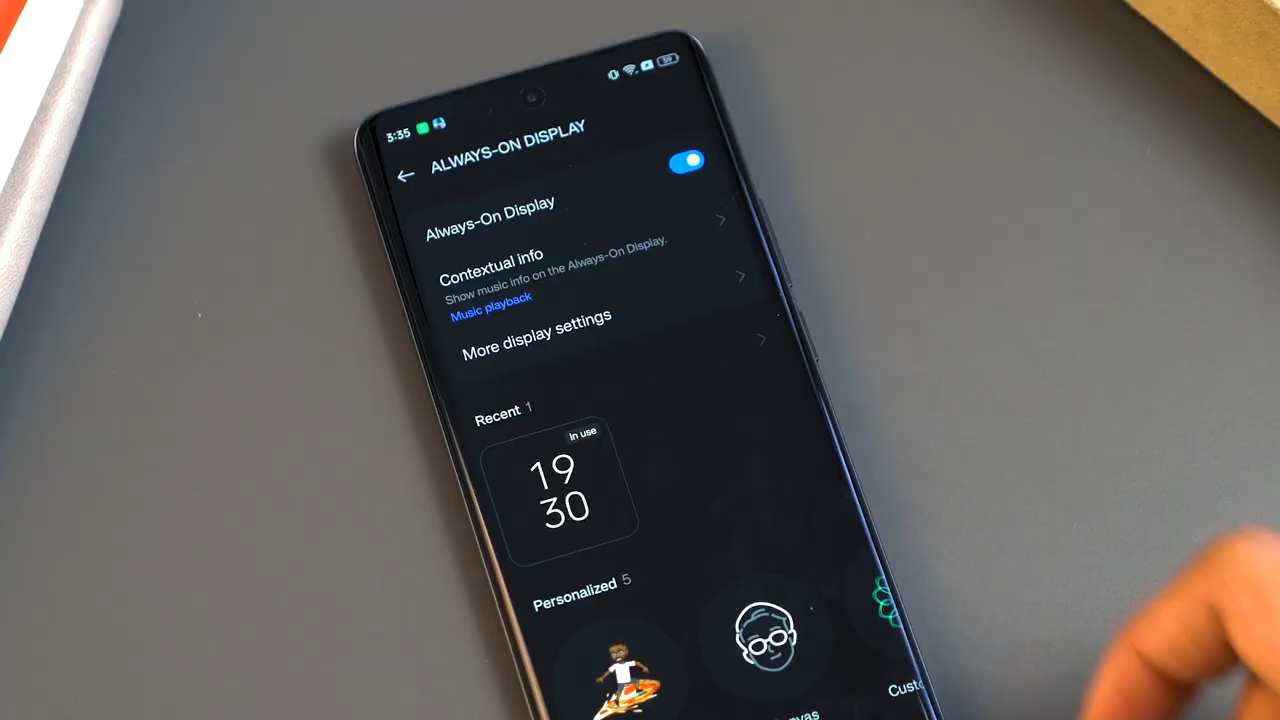 3:35
59
ALWAYS-ON DISPLAY
Always-On Display
Contextual info
Show music info on the Always-On Display.
Music playback
More display settings
Recent 1
In use
19
30
Personalized 5